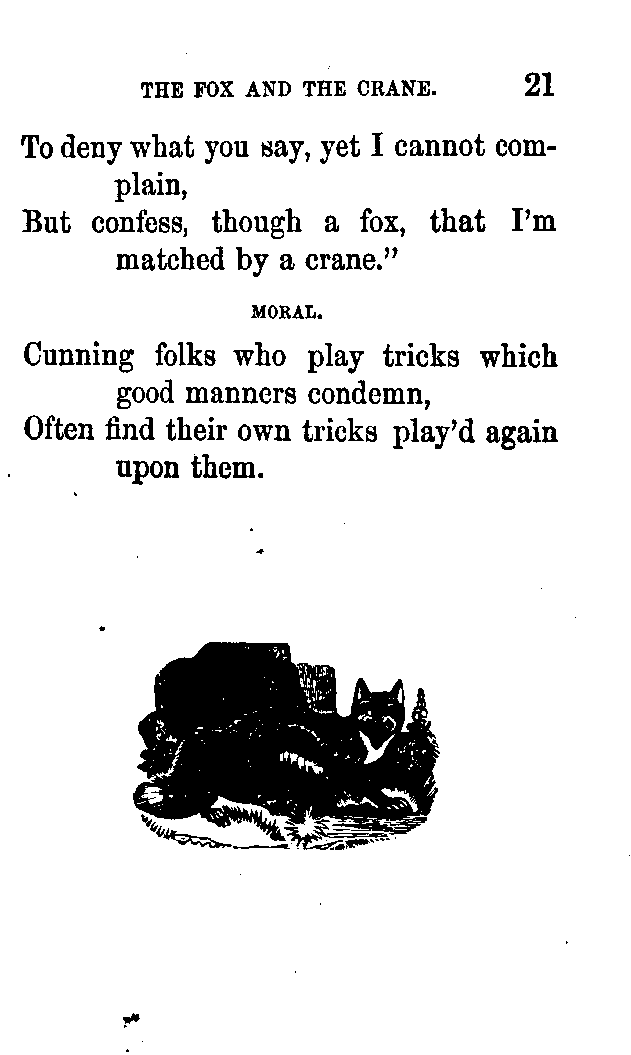 THE FOX AND THE CRANE. 21
To deny what you say, yet I cannot com-
plain,
But confess, though a fox, that I'm
matched by a crane."
MORAL.
Cunning folks who play tricks which
good manners condemn,
Often find their own tricks play'd again
upon them.